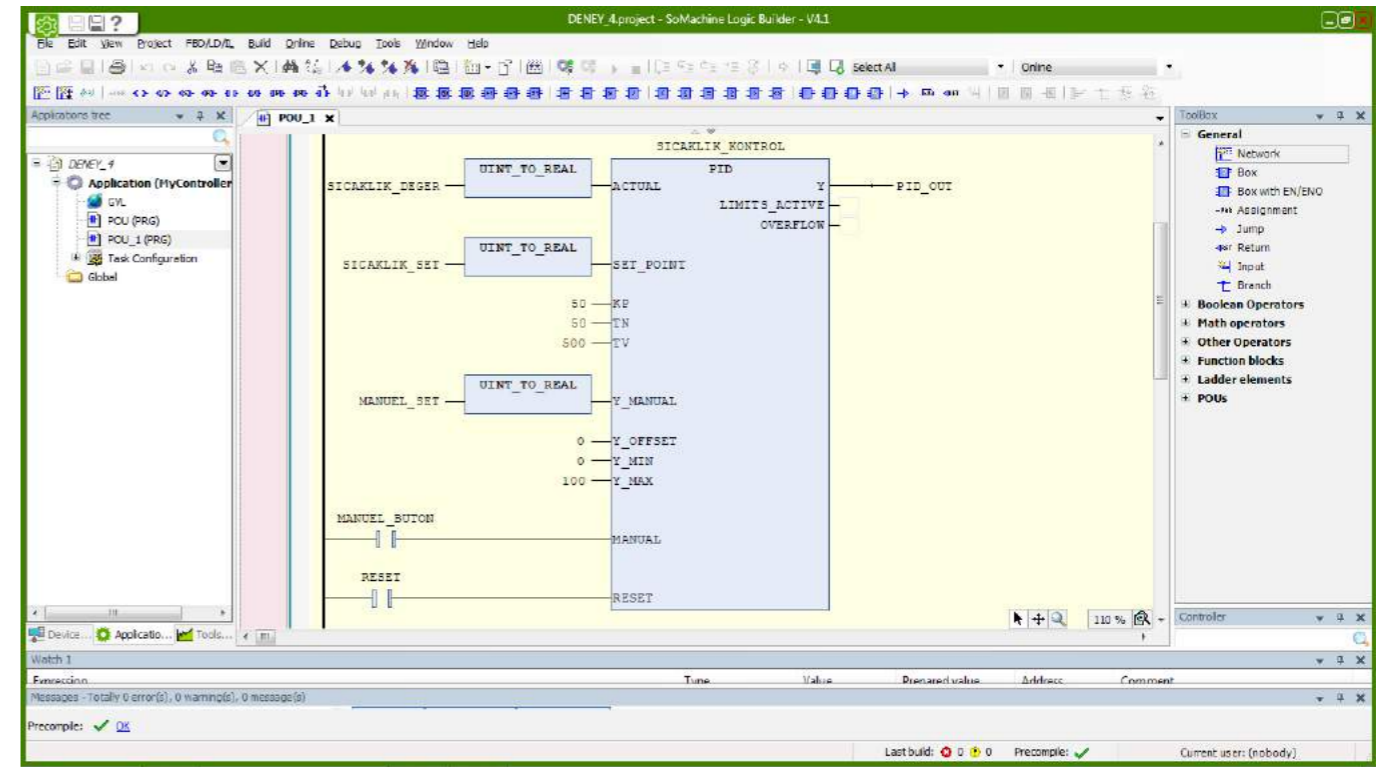 DENEY_4.project - SoMachine Logic Builder - V4.1
File Edit View Project FBD/LD/IL Build Online Debug Tools Window Help
Select All Online
Applications tree
POU_1
ToolBox
DENEY_4
Application (MyController
GVL
POU (PRG)
POU_1 (PRG)
Task Configuration
Global
SICAKLIK_KONTROL
UINT_TO_REAL
PID
SICAKLIK_DEGER
ACTUAL
Y
PID_OUT
LIMITS_ACTIVE
OVERFLOW
UINT_TO_REAL
SICAKLIK_SET
SET_POINT
50
KP
50
TN
500
TV
UINT_TO_REAL
MANUEL_SET
Y_MANUAL
0
Y_OFFSET
0
Y_MIN
100
Y_MAX
MANUEL_BUTON
MANUAL
RESET
RESET
General
Network
Box
Box with EN/ENO
Assignment
Jump
Return
Input
Branch
Boolean Operators
Math operators
Other Operators
Function blocks
Ladder elements
POUs
110 %
Controller
Device... Applicatio... Tools...
Watch 1
Expression Type Value Prepared value Address Comment
Messages - Totally 0 error(s), 0 warning(s), 0 message(s)
Precompile: OK
Last build: 0 0 Precompile: Current user: (nobody)